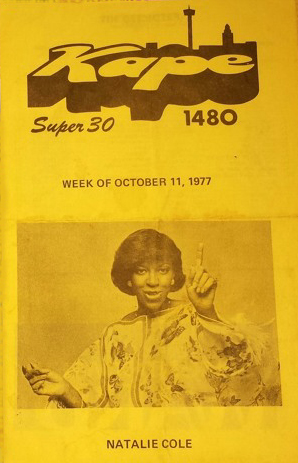 Kape
Super 30
1480
WEEK OF OCTOBER 11, 1977
NATALIE COLE